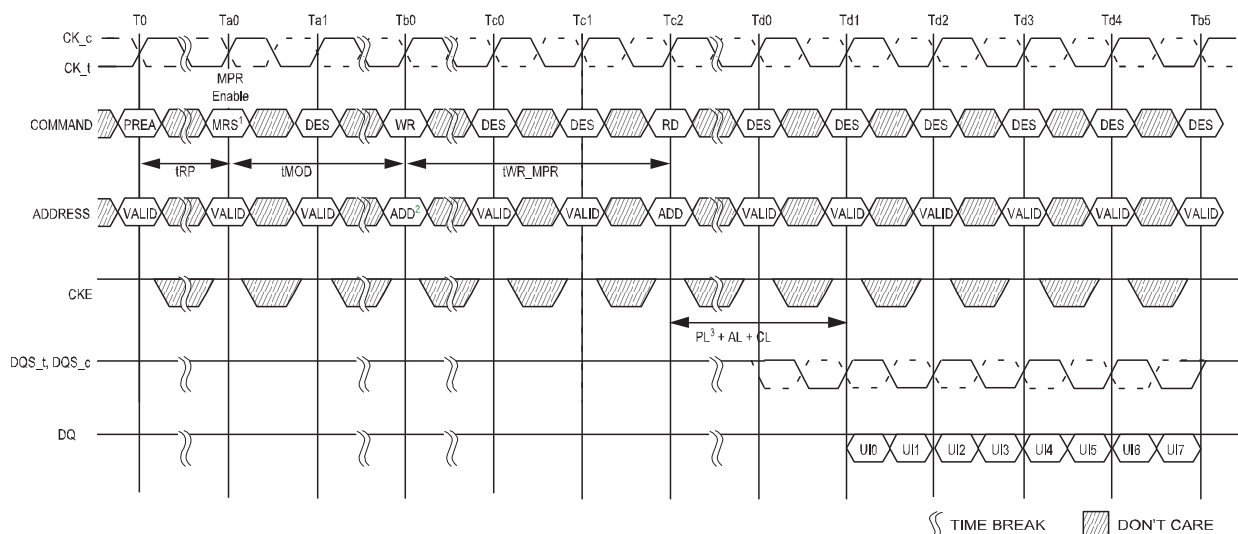 T0 Ta0 Ta1 Tb0 Tc0 Tc1 Tc2 Td0 Td1 Td2 Td3 Td4 Tb5
CK_c
CK_t
MPR
Enable
COMMAND PREA MRS1 DES WR DES DES RD DES DES DES DES DES DES
tRP tMOD tWR_MPR
ADDRESS VALID VALID VALID ADD2 VALID VALID ADD VALID VALID VALID VALID VALID VALID
CKE
PL3 + AL + CL
DQS_t, DQS_c
DQ UI0 UI1 UI2 UI3 UI4 UI5 UI6 UI7
TIME BREAK DON'T CARE